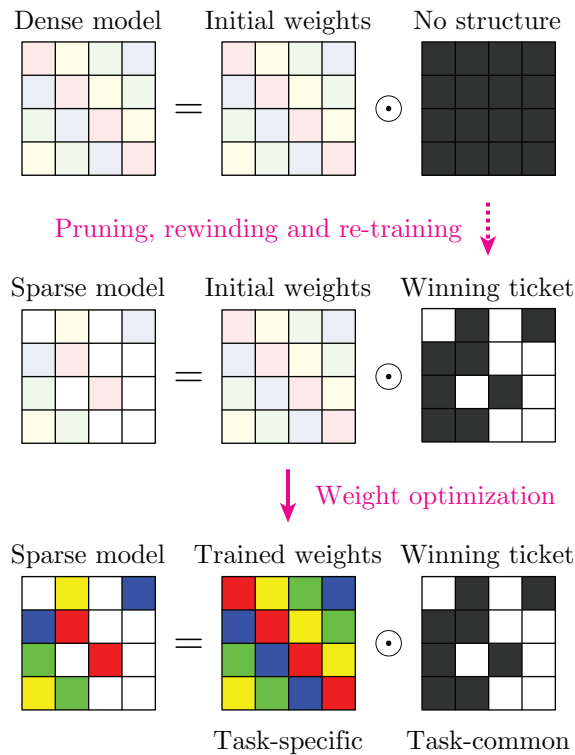 Dense model Initial weights No structure
= ⊙
Pruning, rewinding and re-training
Sparse model Initial weights Winning ticket
= ⊙
Weight optimization
Sparse model Trained weights Winning ticket
= ⊙
Task-specific Task-common